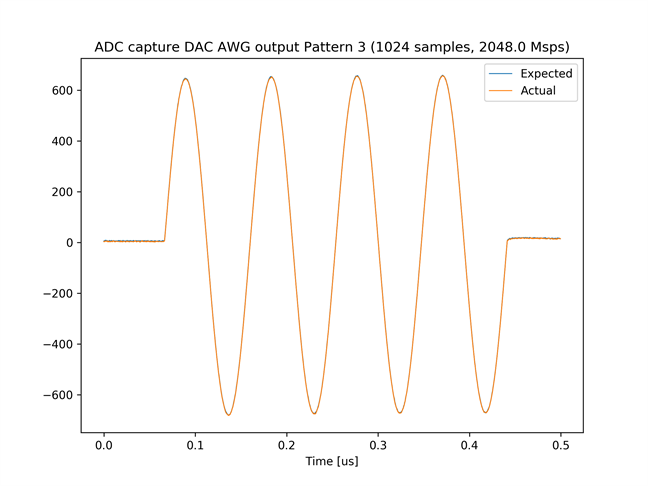 ADC capture DAC AWG output Pattern 3 (1024 samples, 2048.0 Msps)
Expected
Actual
600
400
200
0
−200
−400
−600
0.0 0.1 0.2 0.3 0.4 0.5
Time [us]